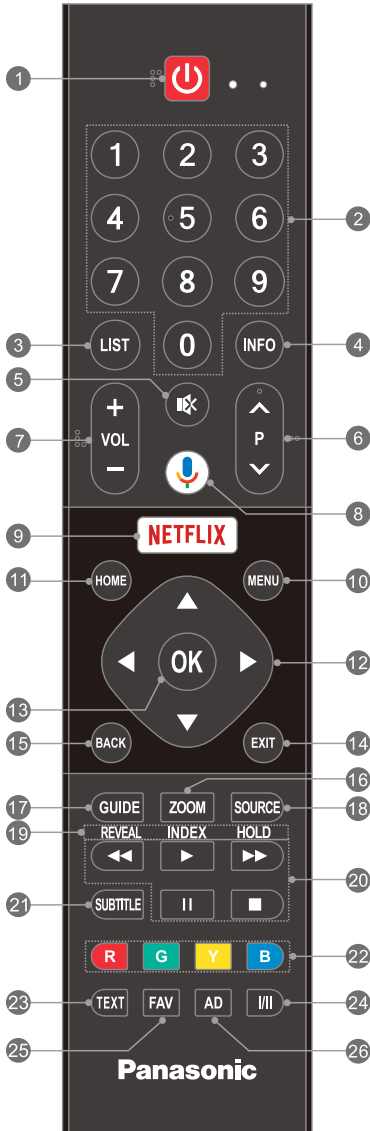 1
1 2 3
4 5 6 2
7 8 9
3 LIST 0 INFO 4
5
7 + VOL − P 6
8
9 NETFLIX
11 HOME MENU 10
12
13 OK
15 BACK EXIT 14
16
17 GUIDE ZOOM SOURCE 18
19 REVEAL INDEX HOLD
20
21 SUBTITLE
R G Y B 22
23 TEXT FAV AD I/II 24
25 26
Panasonic